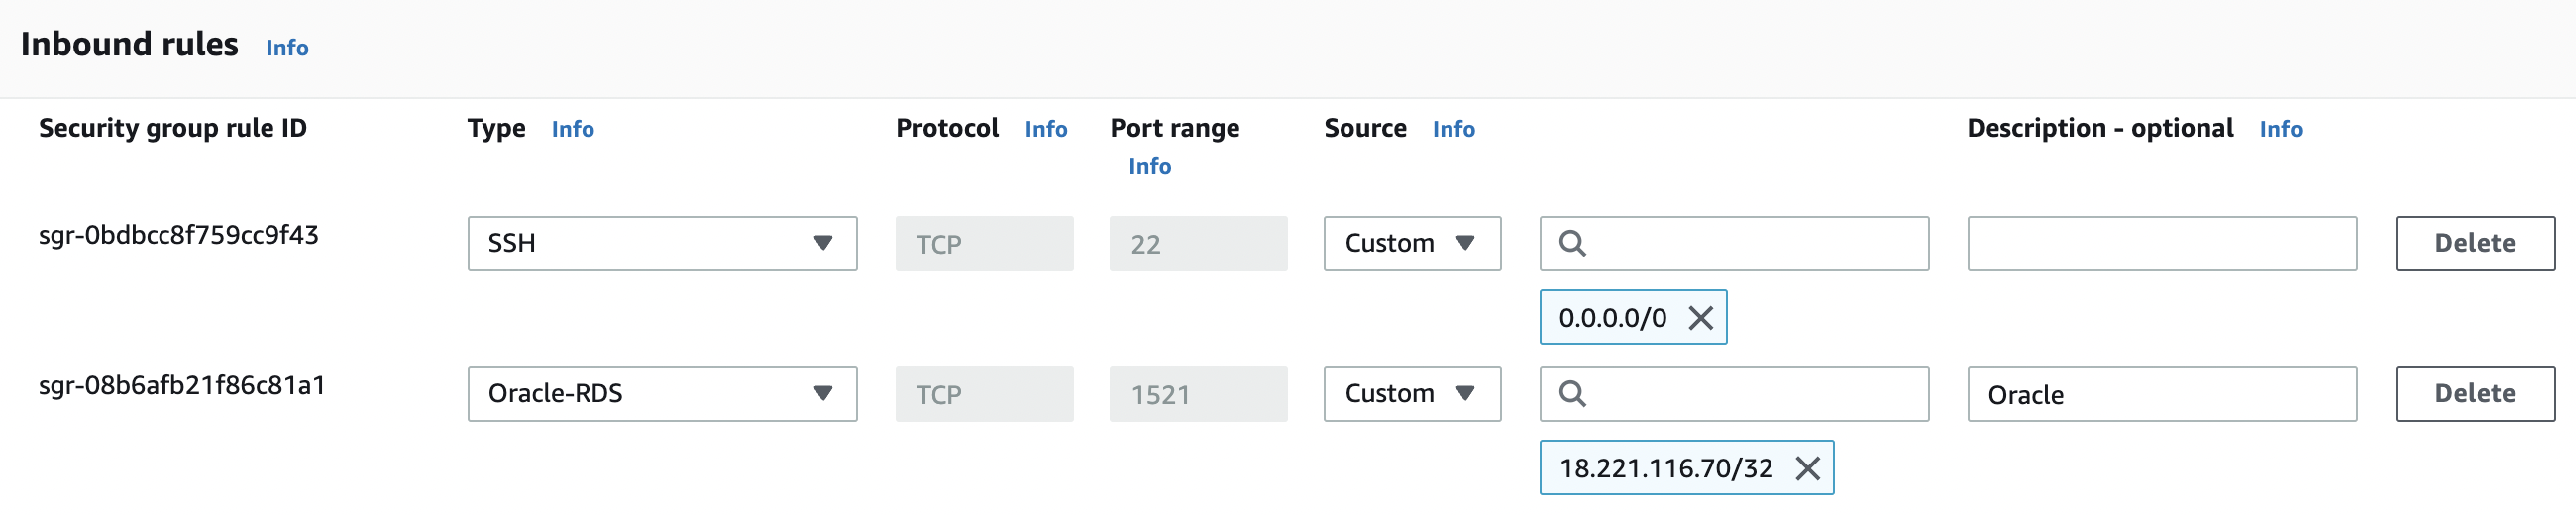 Inbound rules Info
Security group rule ID Type Info Protocol Info Port range Info Source Info Description - optional Info
sgr-0bdbcc8f759cc9f43 SSH TCP 22 Custom Delete
0.0.0.0/0
sgr-08b6afb21f86c81a1 Oracle-RDS TCP 1521 Custom Oracle Delete
18.221.116.70/32